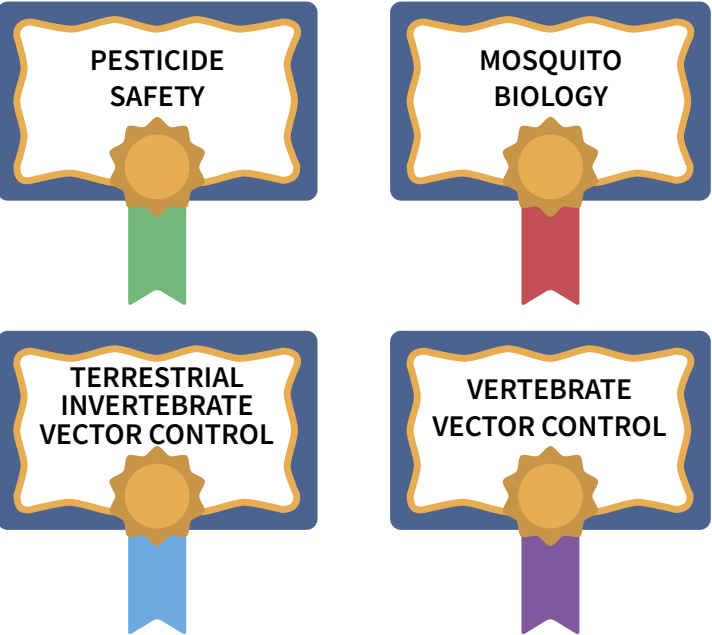 PESTICIDE
SAFETY
MOSQUITO
BIOLOGY
TERRESTRIAL
INVERTEBRATE
VECTOR CONTROL
VERTEBRATE
VECTOR CONTROL